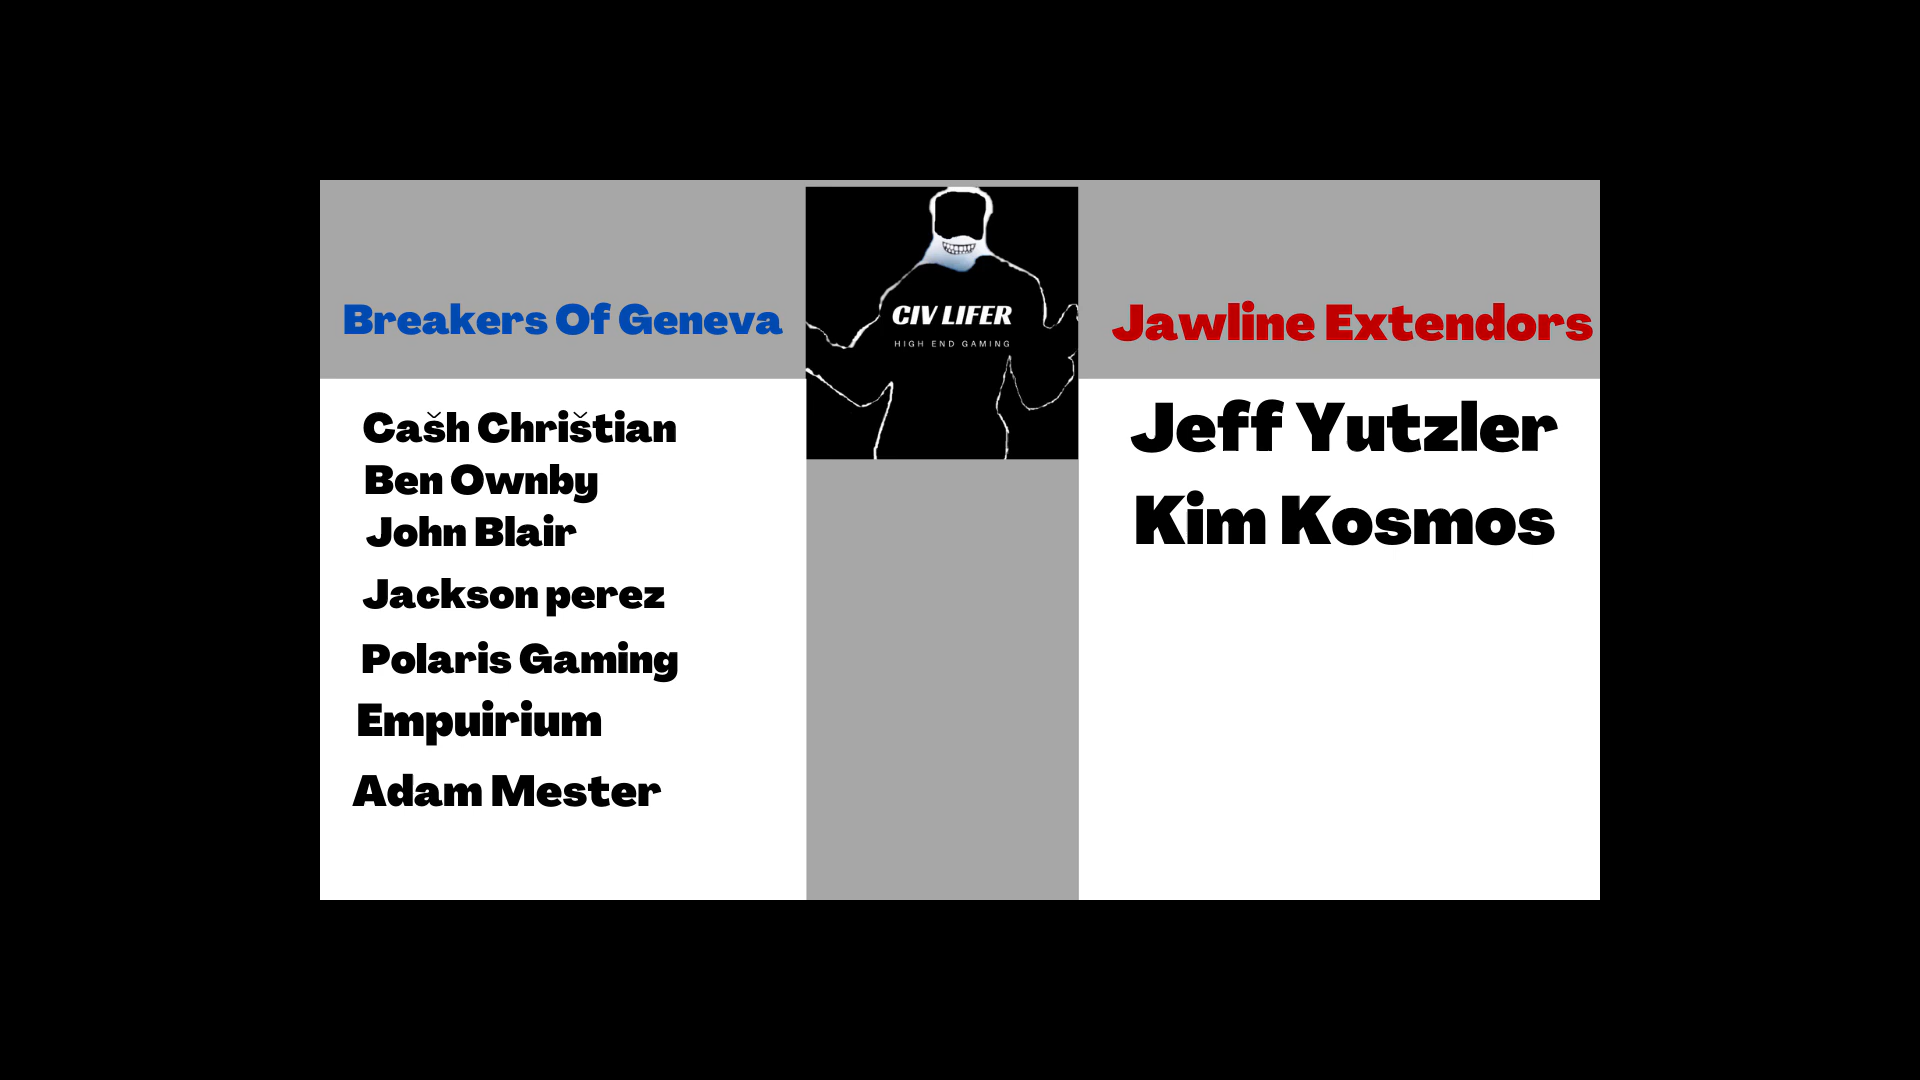 Breakers Of Geneva
Cašh Chrištian
Ben Ownby
John Blair
Jackson perez
Polaris Gaming
Empuirium
Adam Mester
CIV LIFER
HIGH END GAMING
Jawline Extendors
Jeff Yutzler
Kim Kosmos